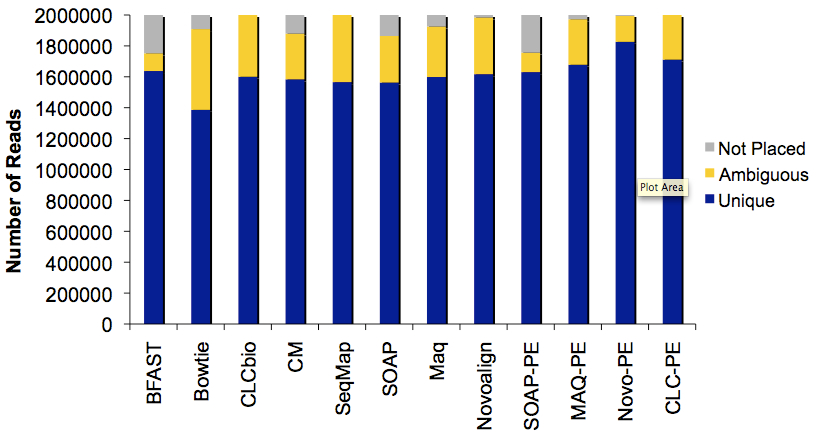 2000000
1800000
1600000
1400000
1200000
1000000
800000
600000
400000
200000
0
Number of Reads
BFAST
Bowtie
CLCbio
CM
SeqMap
SOAP
Maq
Novoalign
SOAP-PE
MAQ-PE
Novo-PE
CLC-PE
Not Placed
Ambiguous
Unique
Plot Area